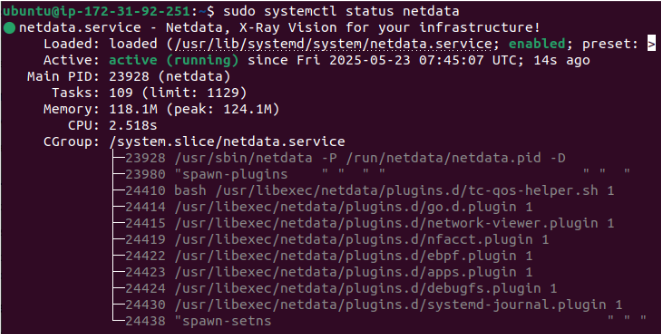 ubuntu@ip-172-31-92-251:~$ sudo systemctl status netdata
● netdata.service - Netdata, X-Ray Vision for your infrastructure!
     Loaded: loaded (/usr/lib/systemd/system/netdata.service; enabled; preset: >
     Active: active (running) since Fri 2025-05-23 07:45:07 UTC; 14s ago
   Main PID: 23928 (netdata)
      Tasks: 109 (limit: 1129)
     Memory: 118.1M (peak: 124.1M)
        CPU: 2.518s
     CGroup: /system.slice/netdata.service
             ├─23928 /usr/sbin/netdata -P /run/netdata/netdata.pid -D
             ├─23980 "spawn-plugins    " "  " "                        " "  "
             ├─24410 bash /usr/libexec/netdata/plugins.d/tc-qos-helper.sh 1
             ├─24414 /usr/libexec/netdata/plugins.d/go.d.plugin 1
             ├─24415 /usr/libexec/netdata/plugins.d/network-viewer.plugin 1
             ├─24419 /usr/libexec/netdata/plugins.d/nfacct.plugin 1
             ├─24422 /usr/libexec/netdata/plugins.d/ebpf.plugin 1
             ├─24423 /usr/libexec/netdata/plugins.d/apps.plugin 1
             ├─24424 /usr/libexec/netdata/plugins.d/debugfs.plugin 1
             ├─24430 /usr/libexec/netdata/plugins.d/systemd-journal.plugin 1
             └─24438 "spawn-setns                                         " " "